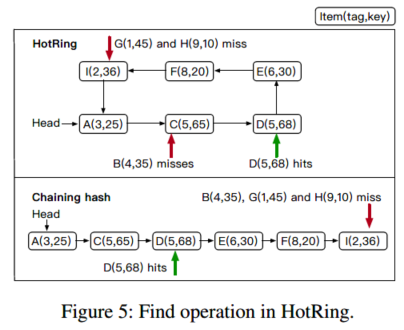 Item(tag,key)
HotRing
G(1,45) and H(9,10) miss
I(2,36)
F(8,20)
E(6,30)
Head
A(3,25)
C(5,65)
D(5,68)
B(4,35) misses
D(5,68) hits
Chaining hash
B(4,35), G(1,45) and H(9,10) miss
Head
A(3,25)
C(5,65)
D(5,68)
E(6,30)
F(8,20)
I(2,36)
D(5,68) hits
Figure 5: Find operation in HotRing.